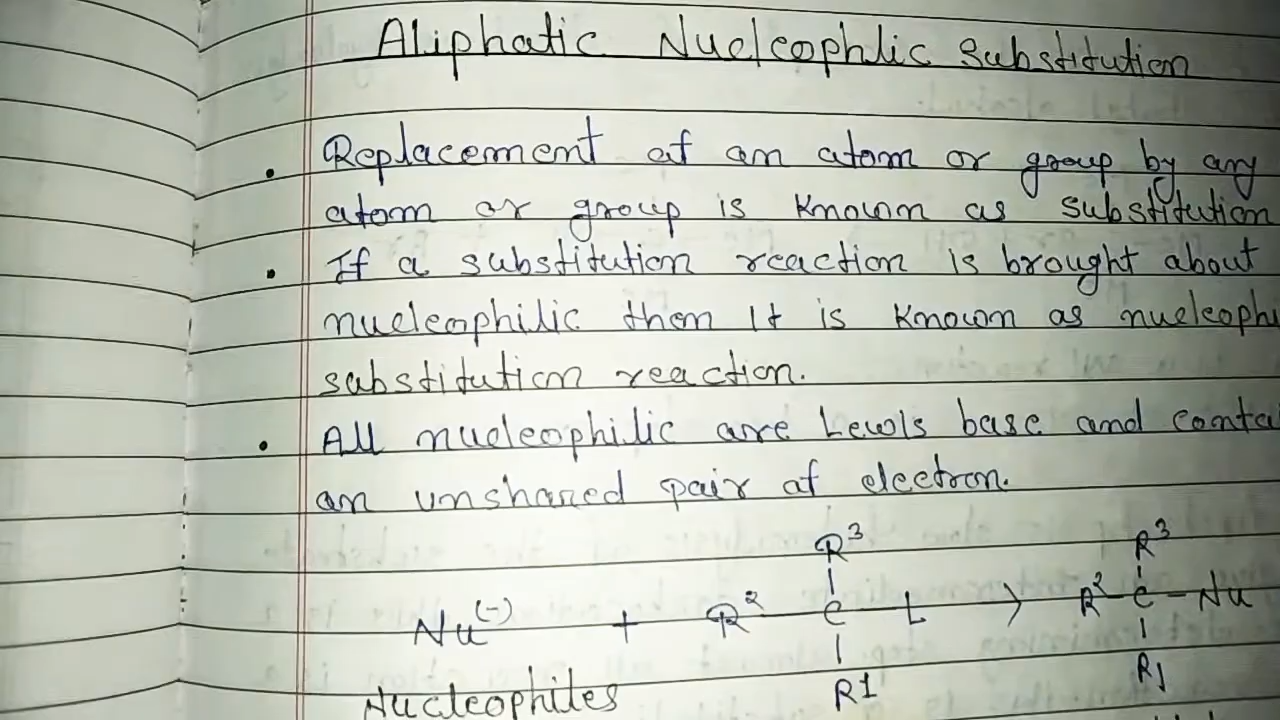 Aliphatic Nucleophlic Substitution
• Replacement of an atom or group by any
atom or group is known as substitution
• If a substitution reaction is brought about
nucleophilic then It is known as nucleophi
substitution reaction.
• All nucleophilic are Lewis base and conta
an unshared pair of electron.
R³ R³
Nu(-) + R² – C – L → R² – C – Nu
R1 R1
Nucleophiles